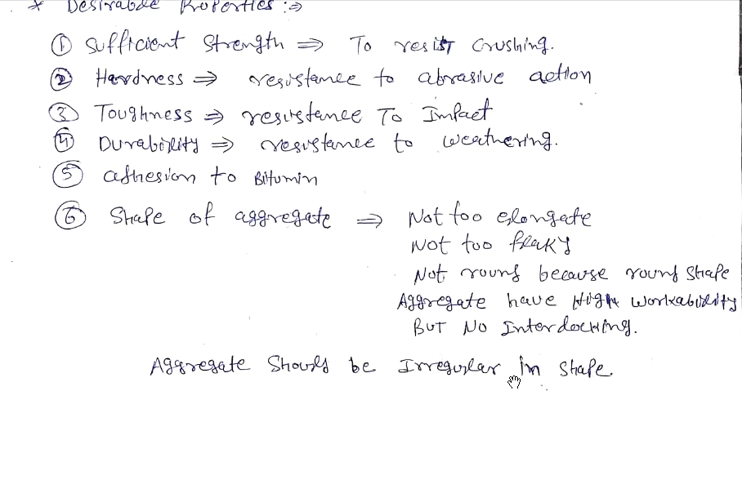 * Desirable Properties :⇒
① Sufficient Strength ⇒ To resist Crushing.
② Hardness ⇒ resistance to abrasive action
③ Toughness ⇒ resistance To Impact
④ Durability ⇒ resistance to weathering.
⑤ adhesion to Bitumin
⑥ Shape of aggregate ⇒ Not too elongate
Not too flaky
Not round because round shape
Aggregate have High workability
But No Interlocking.
Aggregate Should be Irregular in shape.